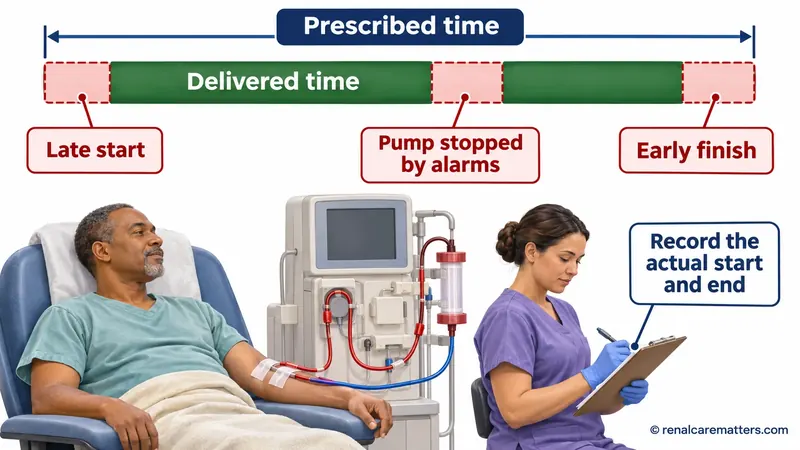 Prescribed time
Delivered time
Late start
Pump stopped
by alarms
Early finish
Record the
actual start
and end
© renalcarematters.com